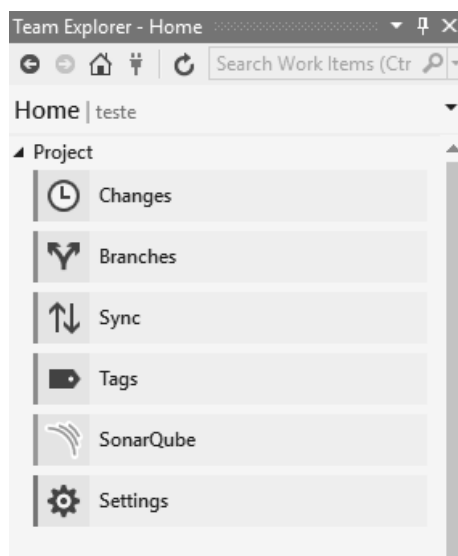 Team Explorer - Home
Search Work Items (Ctr
Home | teste
Project
Changes
Branches
Sync
Tags
SonarQube
Settings